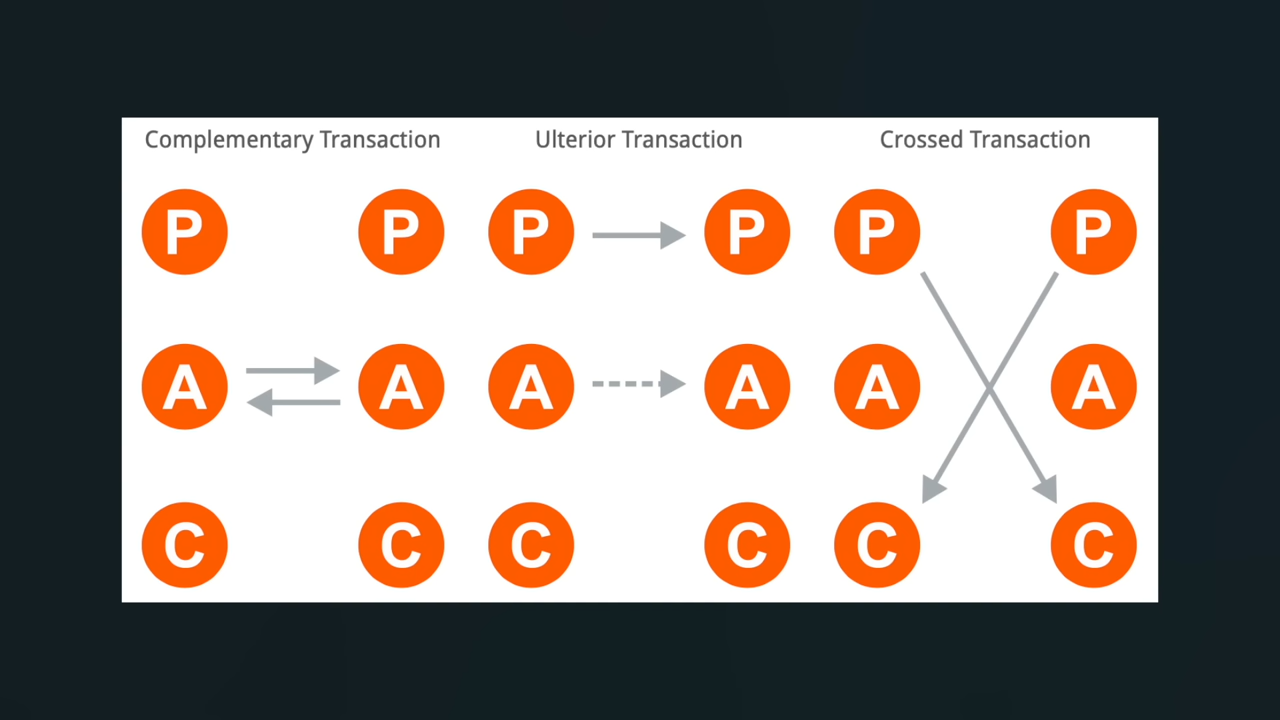 Complementary Transaction Ulterior Transaction Crossed Transaction
P P P P P P
A A A A A A
C C C C C C